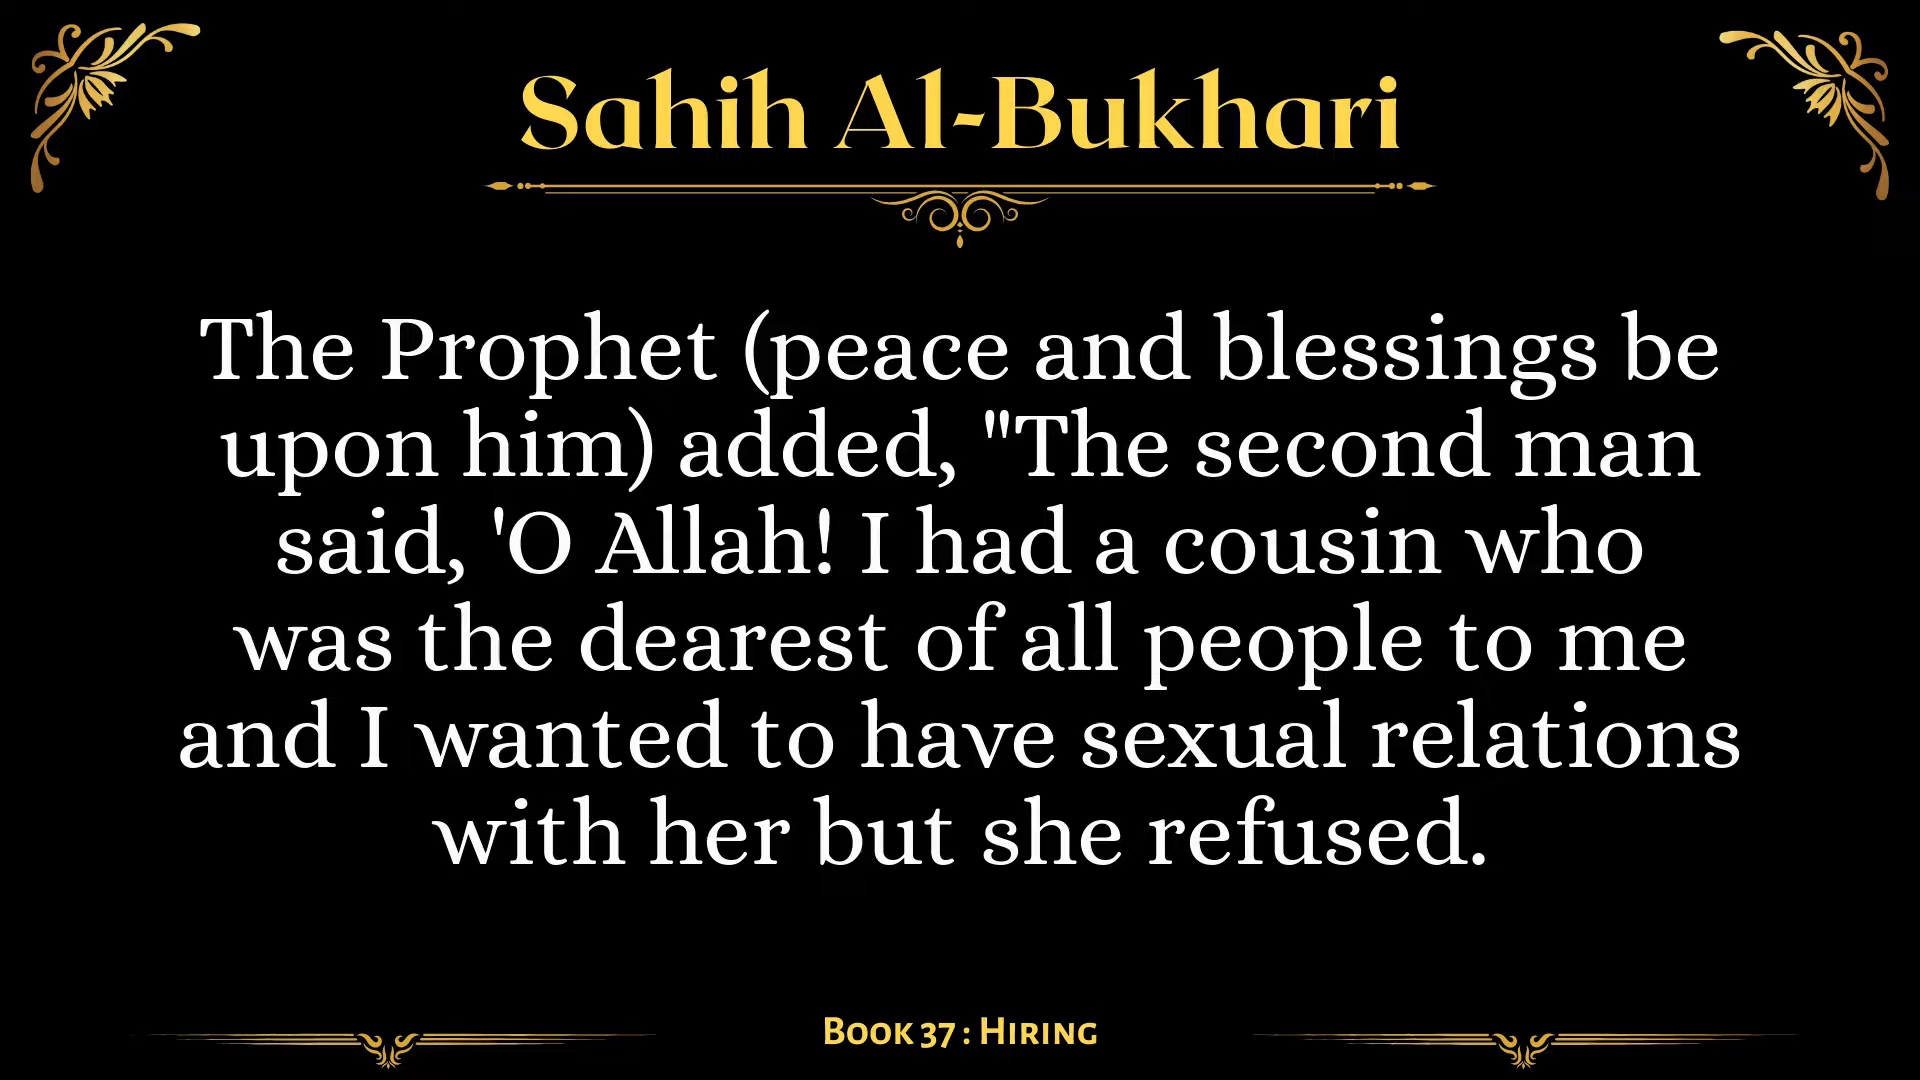 Sahih Al-Bukhari
The Prophet (peace and blessings be
upon him) added, "The second man
said, 'O Allah! I had a cousin who
was the dearest of all people to me
and I wanted to have sexual relations
with her but she refused.
Book 37 : Hiring